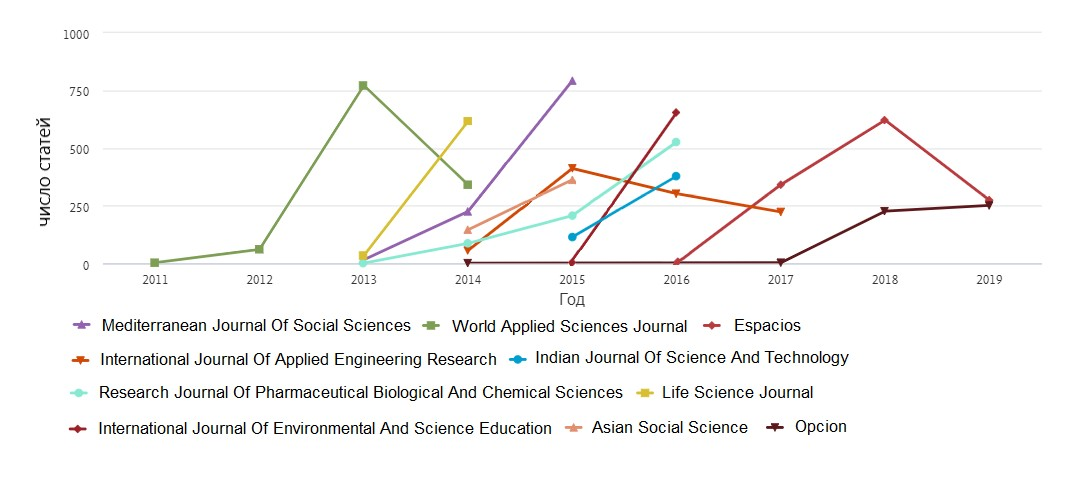 1000
750
500
250
0
число статей
2011 2012 2013 2014 2015 2016 2017 2018 2019
Год
Mediterranean Journal Of Social Sciences World Applied Sciences Journal Espacios
International Journal Of Applied Engineering Research Indian Journal Of Science And Technology
Research Journal Of Pharmaceutical Biological And Chemical Sciences Life Science Journal
International Journal Of Environmental And Science Education Asian Social Science Opcion